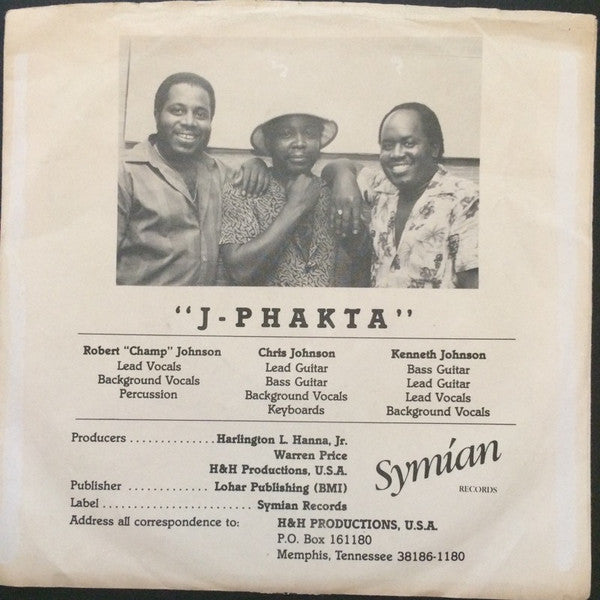 "J-PHAKTA"
Robert "Champ" Johnson
Lead Vocals
Background Vocals
Percussion
Chris Johnson
Lead Guitar
Bass Guitar
Background Vocals
Keyboards
Kenneth Johnson
Bass Guitar
Lead Guitar
Lead Vocals
Background Vocals
Producers . . . . . . . . . . . . Harlington L. Hanna, Jr.
Warren Price
H&H Productions, U.S.A.
Publisher . . . . . . . . . . . . Lohar Publishing (BMI)
Label . . . . . . . . . . . . . . . . . . . . . . Symian Records
Symian
RECORDS
Address all correspondence to: H&H PRODUCTIONS, U.S.A.
P.O. Box 161180
Memphis, Tennessee 38186-1180